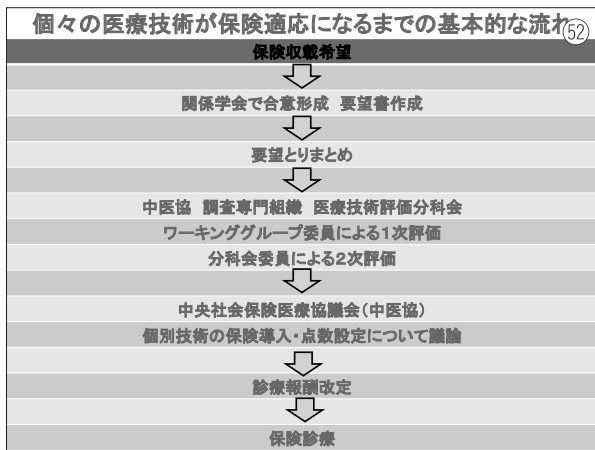 個々の医療技術が保険適応になるまでの基本的な流れ
52
保険収載希望
関係学会で合意形成 要望書作成
要望とりまとめ
中医協 調査専門組織 医療技術評価分科会
ワーキンググループ委員による1次評価
分科会委員による2次評価
中央社会保険医療協議会(中医協)
個別技術の保険導入・点数設定について議論
診療報酬改定
保険診療